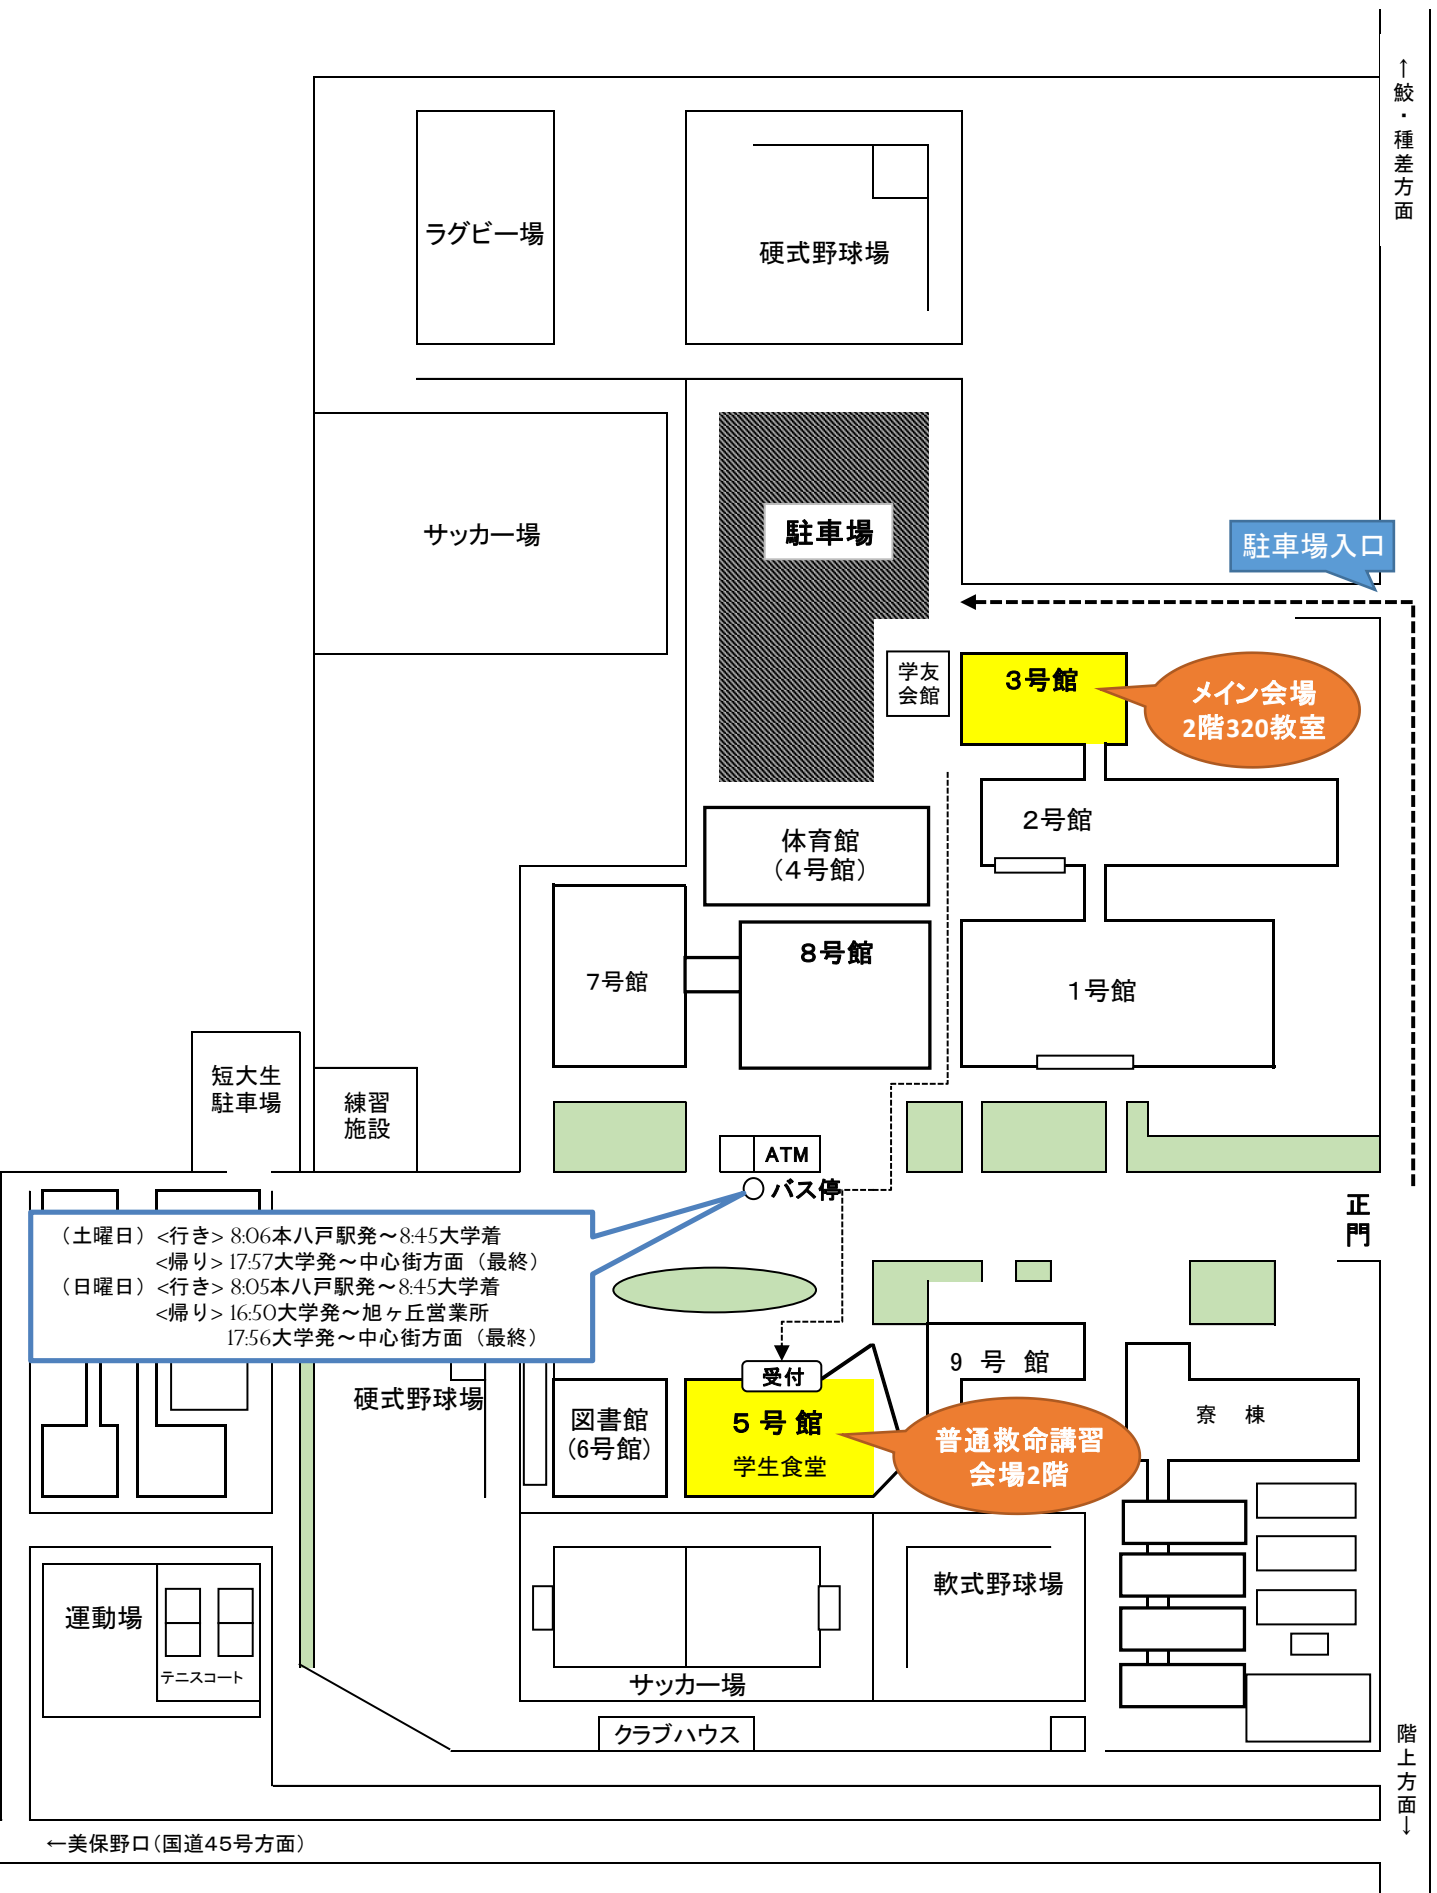 ↑鮫・種差方面
ラグビー場
硬式野球場
サッカー場
駐車場
駐車場入口
学友
会館
３号館
メイン会場
2階320教室
２号館
体育館
（４号館）
８号館
７号館
１号館
短大生
駐車場
練習
施設
ATM
バス停
正門
（土曜日）<行き> 8:06本八戸駅発～8:45大学着
<帰り> 17:57大学発～中心街方面（最終）
（日曜日）<行き> 8:05本八戸駅発～8:45大学着
<帰り> 16:50大学発～旭ヶ丘営業所
17:56大学発～中心街方面（最終）
受付
９号館
硬式野球場
図書館
(6号館)
５号館
学生食堂
普通救命講習
会場2階
寮棟
軟式野球場
運動場
テニスコート
サッカー場
クラブハウス
階上方面↓
←美保野口（国道４５号方面）